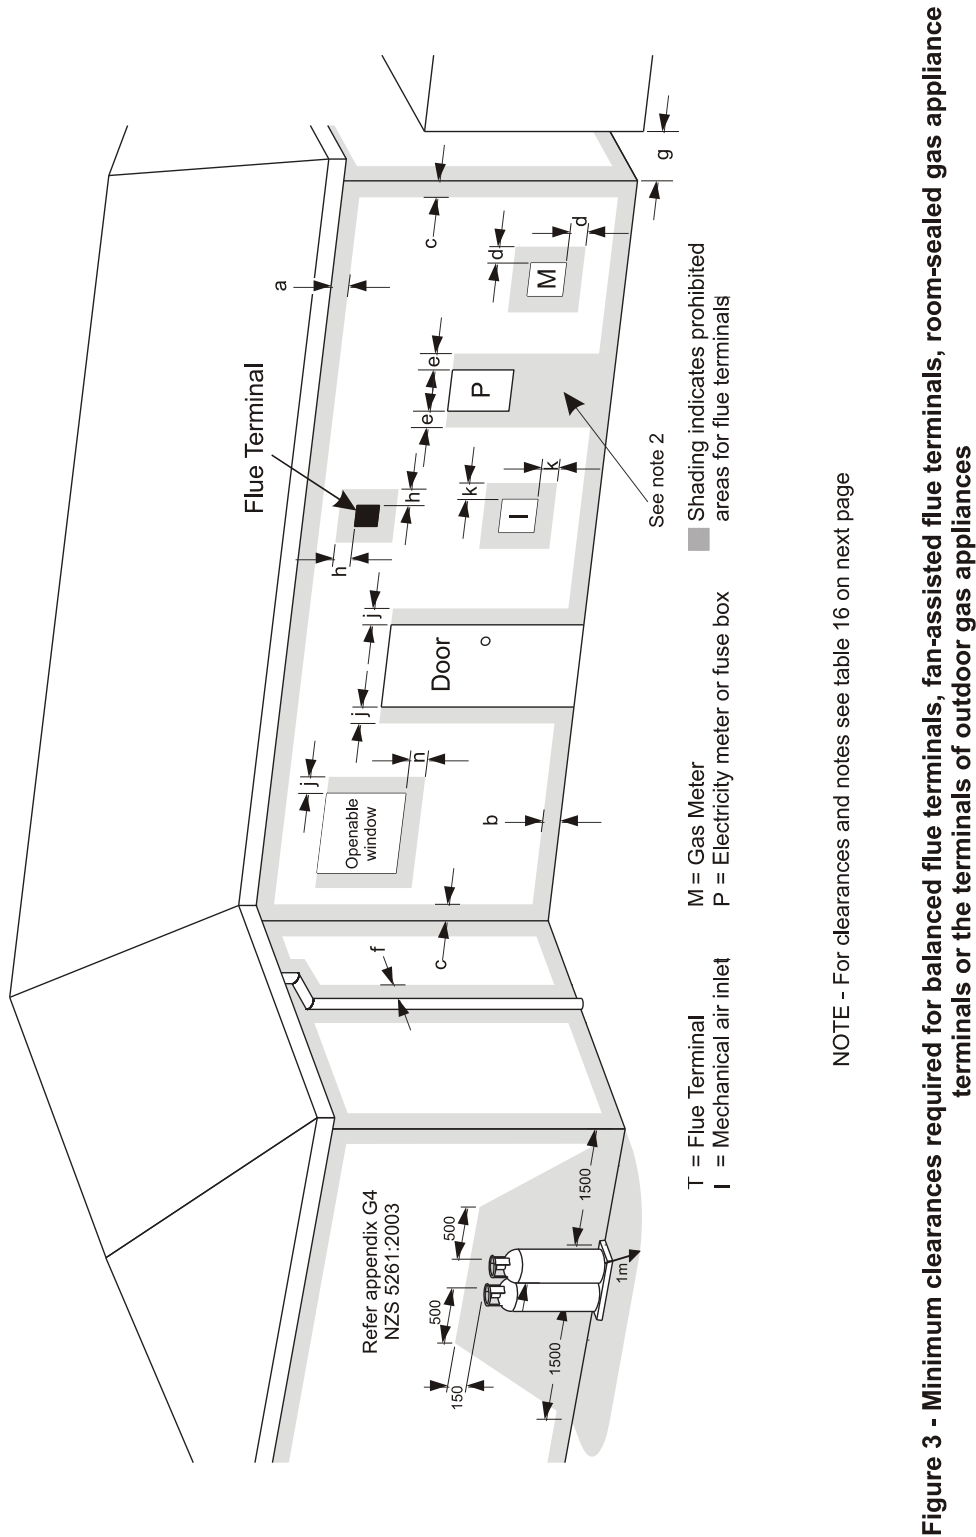 a
Flue Terminal
c
g
h
h
e
e
d
d
j
j
j
n
k
k
f
c
b
Openable
window
Door
I
P
M
Refer appendix G4
NZS 5261:2003
500
500
150
1500
1500
1m
See note 2
T = Flue Terminal
I = Mechanical air inlet
M = Gas Meter
P = Electricity meter or fuse box
Shading indicates prohibited
areas for flue terminals
NOTE - For clearances and notes see table 16 on next page
Figure 3 - Minimum clearances required for balanced flue terminals, fan-assisted flue terminals, room-sealed gas appliance
terminals or the terminals of outdoor gas appliances